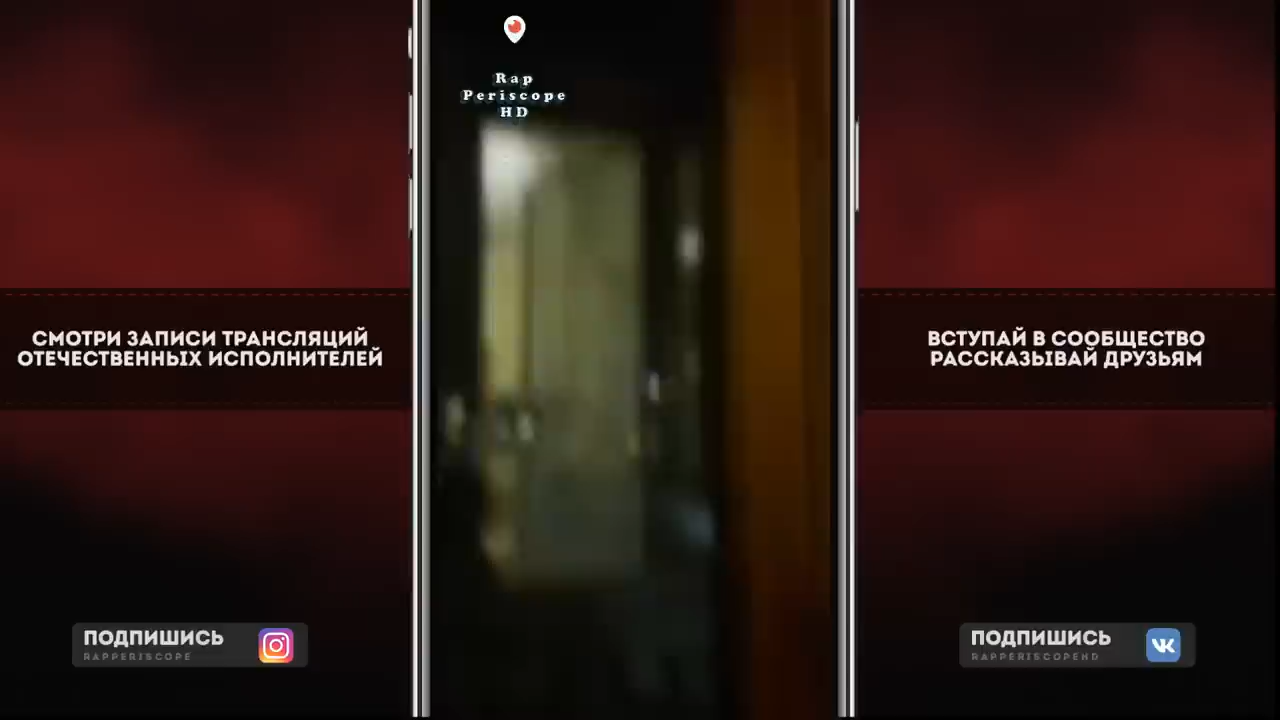 Rap
Periscope
HD
СМОТРИ ЗАПИСИ ТРАНСЛЯЦИЙ
ОТЕЧЕСТВЕННЫХ ИСПОЛНИТЕЛЕЙ
ВСТУПАЙ В СООБЩЕСТВО
РАССКАЗЫВАЙ ДРУЗЬЯМ
ПОДПИШИСЬ
RAPPERISCOPE
ПОДПИШИСЬ
RAPPERISCOPEHD